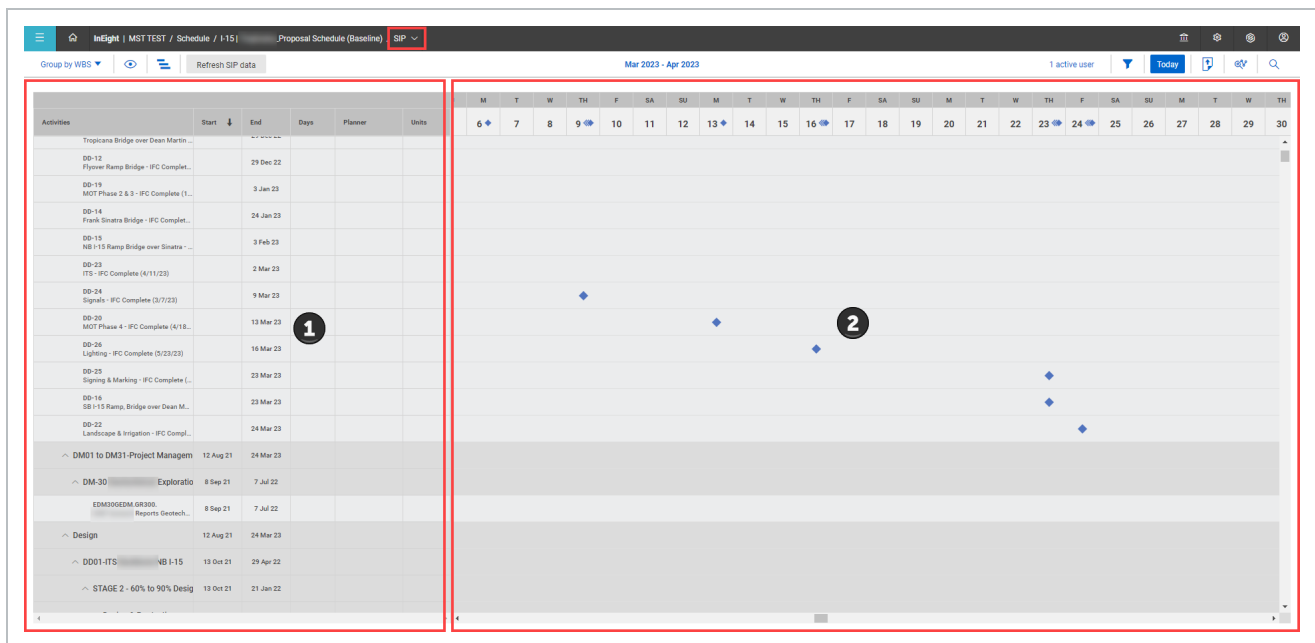 InEight | MST TEST / Schedule / I-15 | _Proposal Schedule (Baseline) SIP
Group by WBS Refresh SIP data Mar 2023 - Apr 2023 1 active user Today
M T W TH F SA SU M T W TH F SA SU M T W TH F SA SU M T W TH
Activities Start End Days Planner Units 6 7 8 9 10 11 12 13 14 15 16 17 18 19 20 21 22 23 24 25 26 27 28 29 30
Tropicana Bridge over Dean Martin ...
DD-12
Flyover Ramp Bridge - IFC Complet... 29 Dec 22
DD-19
MOT Phase 2 & 3 - IFC Complete (1... 3 Jan 23
DD-14
Frank Sinatra Bridge - IFC Complet... 24 Jan 23
DD-15
NB I-15 Ramp Bridge over Sinatra - ... 3 Feb 23
DD-23
ITS - IFC Complete (4/11/23) 2 Mar 23
DD-24
Signals - IFC Complete (3/7/23) 9 Mar 23
DD-20
MOT Phase 4 - IFC Complete (4/18... 13 Mar 23
1 2
DD-26
Lighting - IFC Complete (5/23/23) 16 Mar 23
DD-25
Signing & Marking - IFC Complete (... 23 Mar 23
DD-16
SB I-15 Ramp, Bridge over Dean M... 23 Mar 23
DD-22
Landscape & Irrigation - IFC Compl... 24 Mar 23
DM01 to DM31-Project Managem 12 Aug 21 24 Mar 23
DM-30 Exploratio 8 Sep 21 7 Jul 22
EDM30GEDM.GR300.
Reports Geotech... 8 Sep 21 7 Jul 22
Design 12 Aug 21 24 Mar 23
DD01-ITS NB I-15 13 Oct 21 29 Apr 22
STAGE 2 - 60% to 90% Desig 13 Oct 21 21 Jan 22